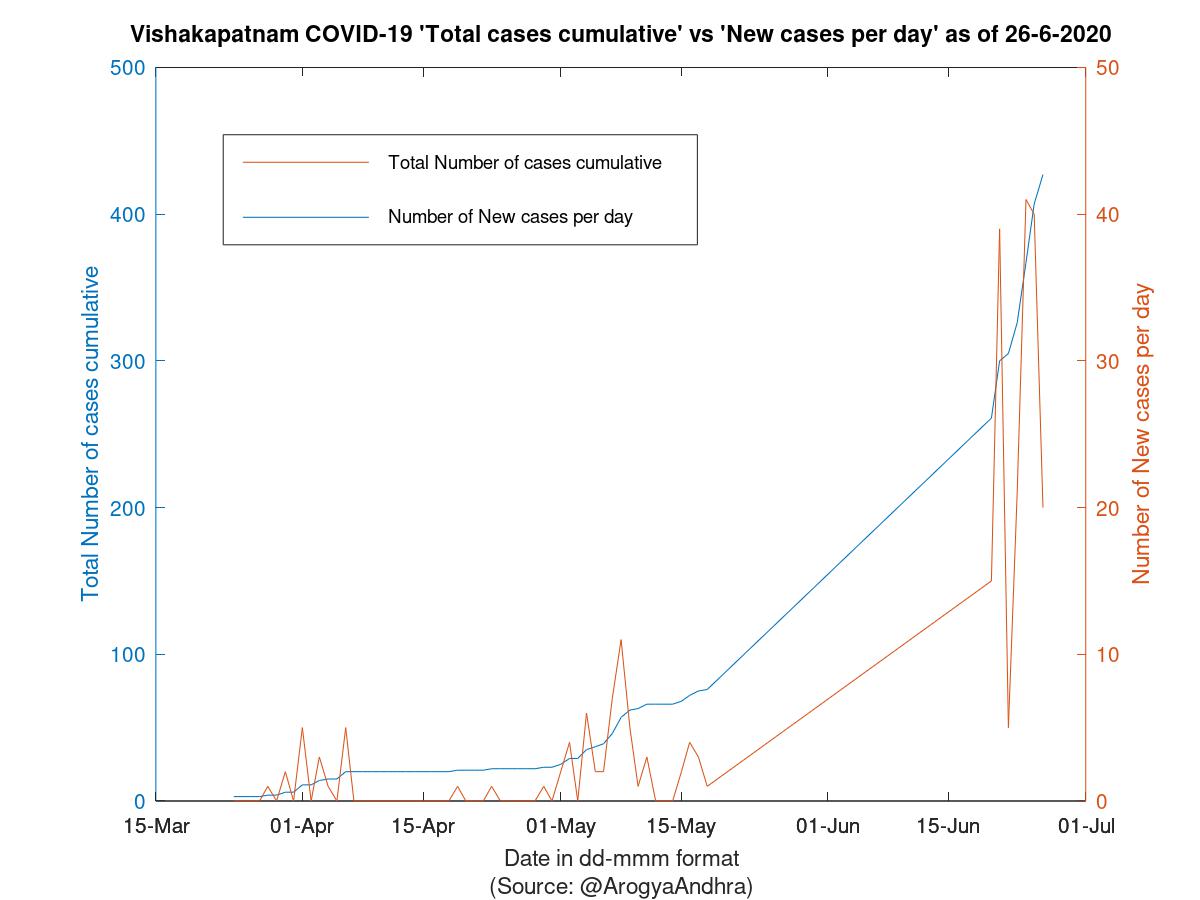 Vishakapatnam COVID-19 'Total cases cumulative' vs 'New cases per day' as of 26-6-2020
500
400
300
200
100
0
Total Number of cases cumulative
Total Number of cases cumulative
Number of New cases per day
50
40
30
20
10
0
Number of New cases per day
15-Mar 01-Apr 15-Apr 01-May 15-May 01-Jun 15-Jun 01-Jul
Date in dd-mmm format
(Source: @ArogyaAndhra)